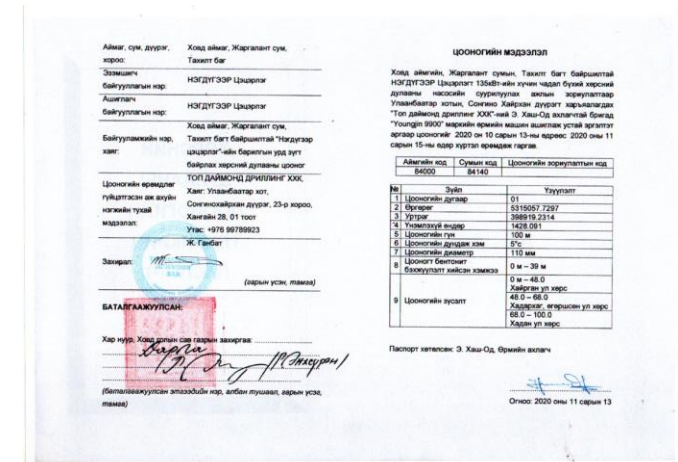 Аймаг, сум, дүүрэг, хороо:
Ховд аймаг, Жаргалант сум, Тахилт баг
Эзэмшигч байгууллагын нэр:
НЭГДҮГЭЭР Цэцэрлэг
Ашиглагч байгууллагын нэр:
НЭГДҮГЭЭР Цэцэрлэг
Байгууламжийн нэр, хаяг:
Ховд аймаг, Жаргалант сум,
Тахилт баг байршилтай "Нэгдүгээр
цэцэрлэг"-ийн барилгын урд зүгт
байрлах хөрсний дулааны цооног
Цооногийн өрөмдлөг
гүйцэтгэсэн аж ахуйн
нэгжийн тухай
мэдээлэл:
ТОП ДАЙМОНД ДРИЛЛИНГ ХХК,
Хаяг: Улаанбаатар хот,
Сонгинохайрхан дүүрэг, 23-р хороо,
Хангайн 28, 01 тоот
Утас: +976 99789923
Ж. Ганбат
Захирал:
(гарын үсэг, тамга)
БАТАЛГААЖУУЛСАН:
Хар нуур, Ховд голын сав газрын захиргаа:
Дарга
(баталгаажуулсан этгээдийн нэр, албан тушаал, гарын үсэг,
тамга)
ЦООНОГИЙН МЭДЭЭЛЭЛ
Ховд аймгийн, Жаргалант сумын, Тахилт баг байршилтай
НЭГДҮГЭЭР Цэцэрлэгт 135кВт-ийн хүчин чадал бүхий хөрсний
дулааны насосийн суурилуулах ажлын зориулалтаар
Улаанбаатар хотын, Сонгино Хайрхан дүүрэгт харъяалагдах
"Топ даймонд дриллинг ХХК"-ний Э. Хаш-Од ахлагчтай бригад
"Youngjin 9900" маркийн өрмийн машин ашиглаж устай эргэлтэт
аргаар цооногийг 2020 он 10 сарын 13-ны өдрөөс 2020 оны 11
сарын 15-ны өдөр хүртэл өрөмдөж гаргав.
Аймгийн код Сумын код Цооногийн зориулалтын код
84000 84140
№ Зүйл Үзүүлэлт
1 Цооногийн дугаар 01
2 Өргөрөг 5315057.7297
3 Уртраг 398919.2314
4 Үнэмлэхүй өндөр 1428.091
5 Цооногийн гүн 100 м
6 Цооногийн дундаж хэм 5°с
7 Цооногийн диаметр 110 мм
8 Цооногт бентонит бэхжүүлэлт хийсэн хэмжээ 0 м – 39 м
9 Цооногийн зүсэлт
0 м – 48.0
Хайрган ул хөрс
48.0 – 68.0
Хадархаг, өгөршсөн ул хөрс
68.0 – 100.0
Хадан ул хөрс
Паспорт хөтөлсөн: Э. Хаш-Од, Өрмийн ахлагч
Огноо: 2020 оны 11 сарын 13